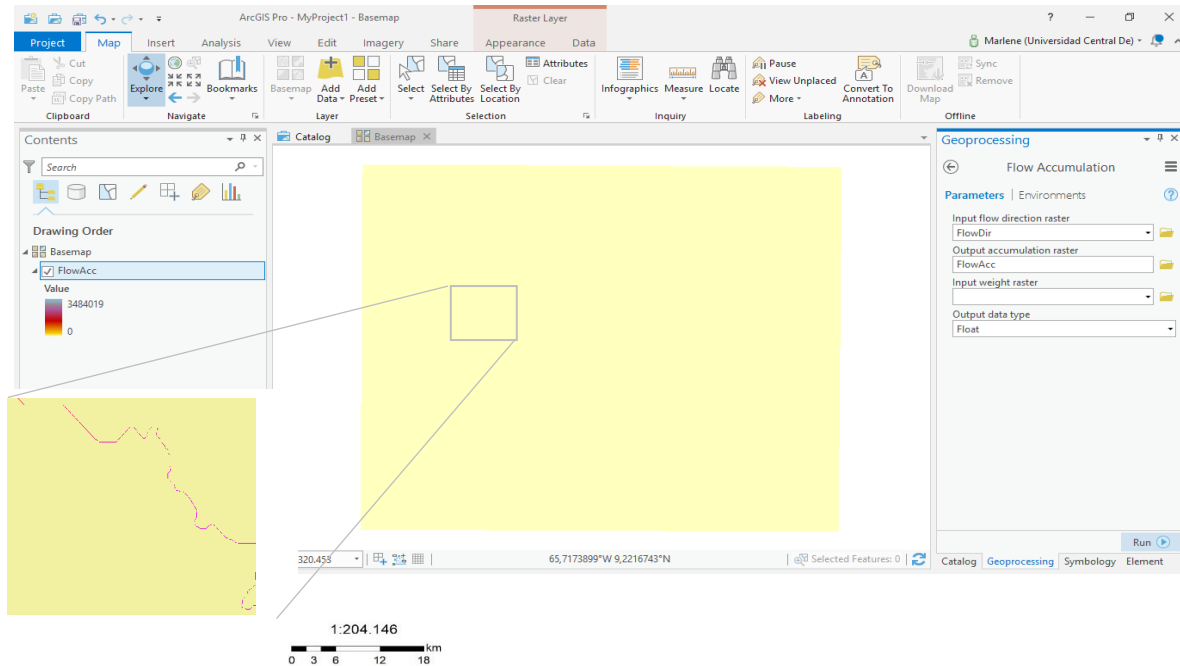 ArcGIS Pro - MyProject1 - Basemap
Raster Layer
?
Project Map Insert Analysis View Edit Imagery Share Appearance Data
Marlene (Universidad Central De)
Paste
Cut
Copy
Copy Path
Clipboard
Explore
Bookmarks
Navigate
Basemap
Add Data
Add Preset
Layer
Select
Select By Attributes
Select By Location
Attributes
Clear
Selection
Infographics
Measure
Locate
Inquiry
Pause
View Unplaced
More
Convert To Annotation
Labeling
Download Map
Sync
Remove
Offline
Contents
Search
Drawing Order
Basemap
FlowAcc
Value
3484019
0
Catalog
Basemap
65,7173899°W 9,2216743°N
Selected Features: 0
Geoprocessing
Flow Accumulation
Parameters | Environments
?
Input flow direction raster
FlowDir
Output accumulation raster
FlowAcc
Input weight raster
Output data type
Float
Run
Catalog Geoprocessing Symbology Element
1:204.146
km
0 3 6 12 18